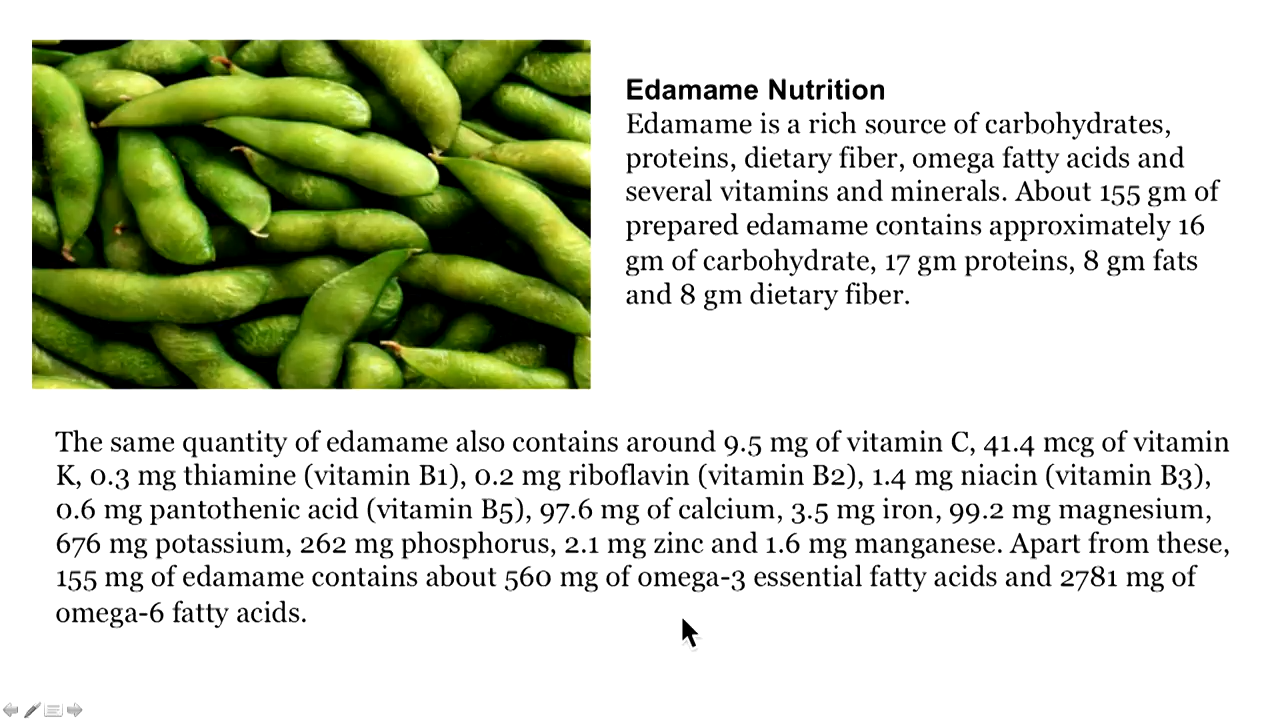 Edamame Nutrition
Edamame is a rich source of carbohydrates,
proteins, dietary fiber, omega fatty acids and
several vitamins and minerals. About 155 gm of
prepared edamame contains approximately 16
gm of carbohydrate, 17 gm proteins, 8 gm fats
and 8 gm dietary fiber.
The same quantity of edamame also contains around 9.5 mg of vitamin C, 41.4 mcg of vitamin
K, 0.3 mg thiamine (vitamin B1), 0.2 mg riboflavin (vitamin B2), 1.4 mg niacin (vitamin B3),
0.6 mg pantothenic acid (vitamin B5), 97.6 mg of calcium, 3.5 mg iron, 99.2 mg magnesium,
676 mg potassium, 262 mg phosphorus, 2.1 mg zinc and 1.6 mg manganese. Apart from these,
155 mg of edamame contains about 560 mg of omega-3 essential fatty acids and 2781 mg of
omega-6 fatty acids.